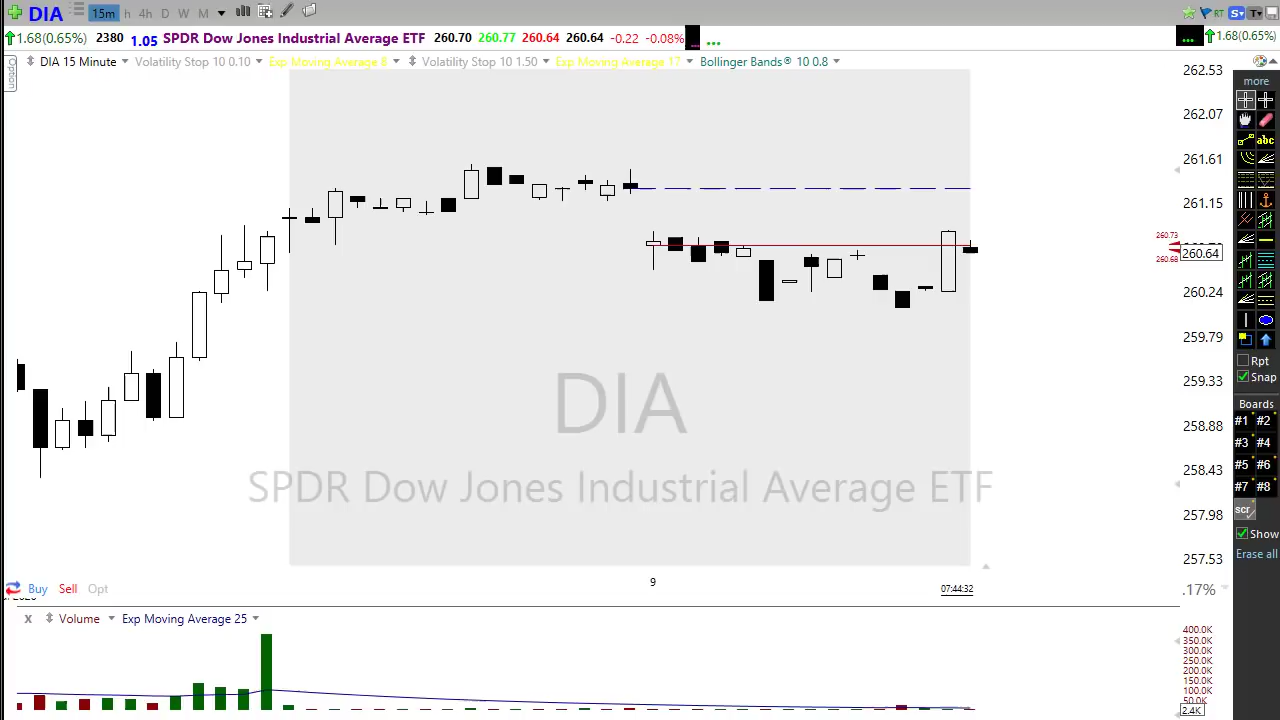 DIA 15m h 4h D W M RT S T
1.68(0.65%) 2380 1.05 SPDR Dow Jones Industrial Average ETF 260.70 260.77 260.64 260.64 -0.22 -0.08% ... ... 1.68(0.65%)
Option
DIA 15 Minute Volatility Stop 10 0.10 Exp Moving Average 8 Volatility Stop 10 1.50 Exp Moving Average 17 Bollinger Bands® 10 0.8
262.53
262.07
261.61
261.15
260.73
260.64
260.68
260.24
259.79
259.33
258.88
258.43
257.98
257.53
DIA
SPDR Dow Jones Industrial Average ETF
more
abc
Rpt
Snap
Boards
#1 #2
#3 #4
#5 #6
#7 #8
scr
Show
Erase all
Buy Sell Opt
9
07:44:32
.17%
x Volume Exp Moving Average 25
400.0K
350.0K
300.0K
250.0K
200.0K
150.0K
100.0K
50.0K
2.4K